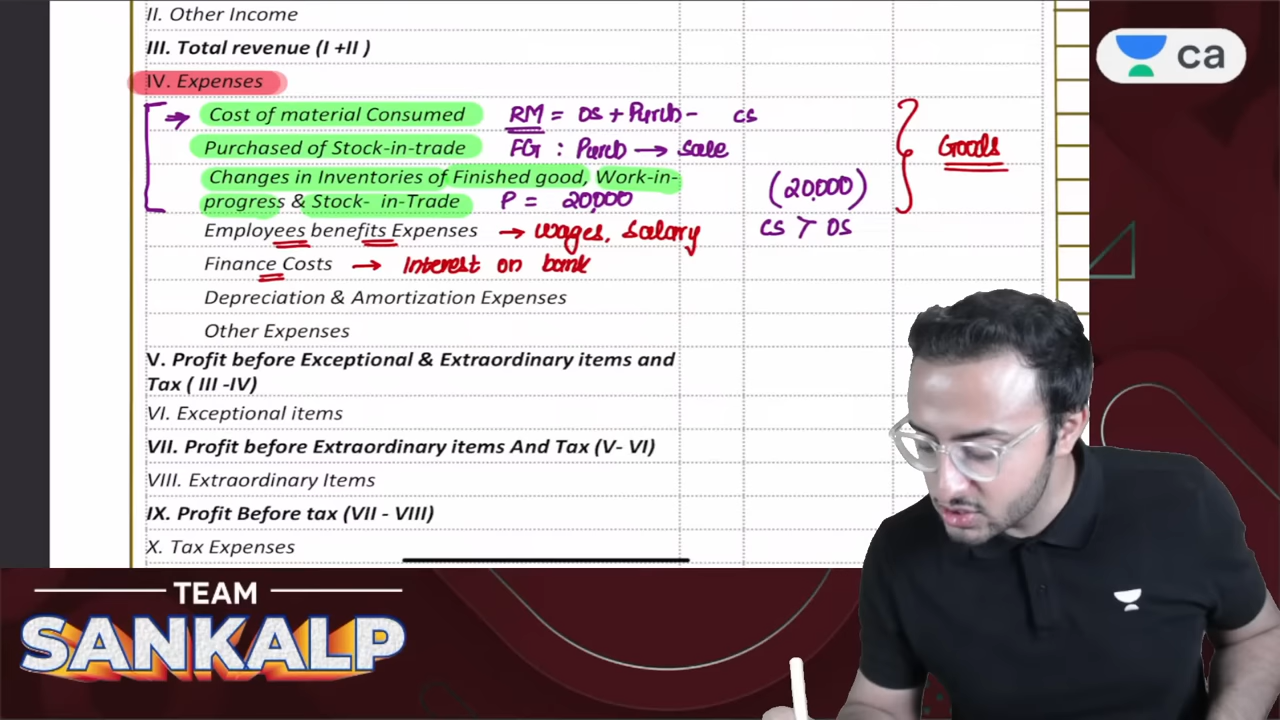 II. Other Income
III. Total revenue (I +II )
IV. Expenses
Cost of material Consumed RM = OS + Purch - CS
Purchased of Stock-in-trade FG : Purch → Sale
Goods
Changes in Inventories of Finished good, Work-in-
progress & Stock- in-Trade P = 20,000 (20,000)
Employees benefits Expenses → Wages, Salary CS > OS
Finance Costs → Interest on bank
Depreciation & Amortization Expenses
Other Expenses
V. Profit before Exceptional & Extraordinary items and
Tax ( III -IV)
VI. Exceptional items
VII. Profit before Extraordinary items And Tax (V- VI)
VIII. Extraordinary Items
IX. Profit Before tax (VII - VIII)
X. Tax Expenses
ca
TEAM
SANKALP